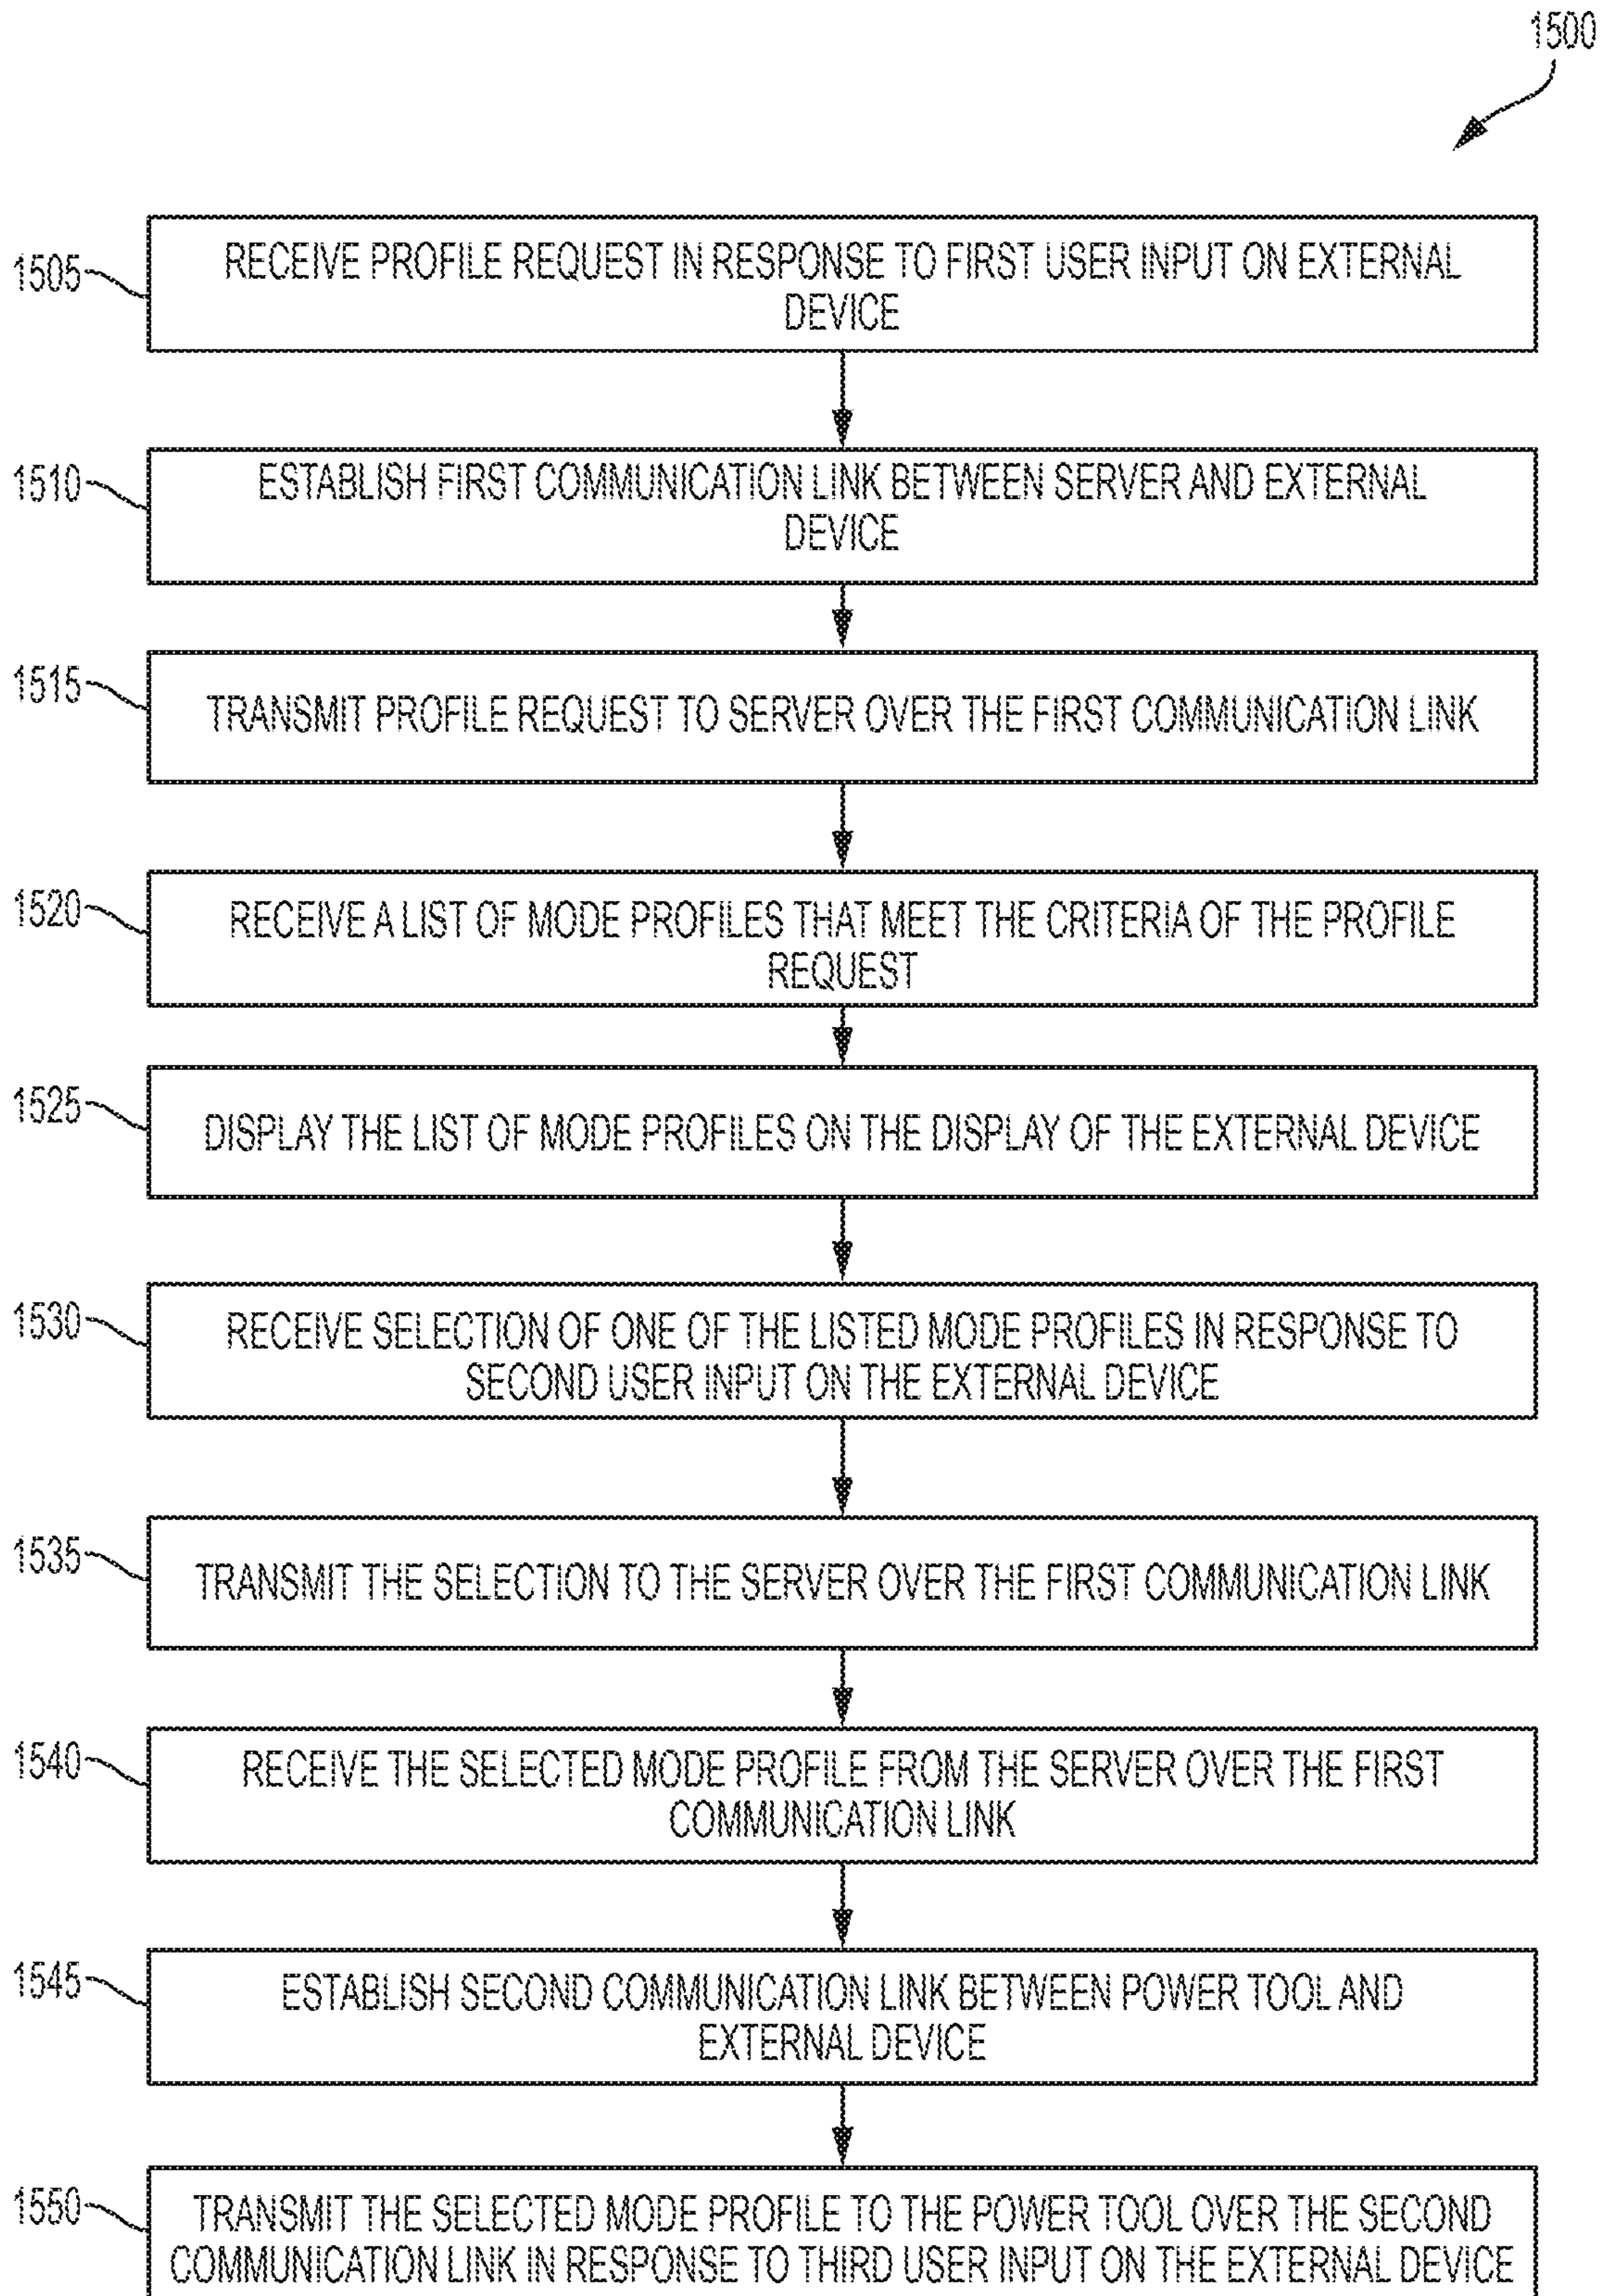 1500
1505
RECEIVE PROFILE REQUEST IN RESPONSE TO FIRST USER INPUT ON EXTERNAL
DEVICE
1510
ESTABLISH FIRST COMMUNICATION LINK BETWEEN SERVER AND EXTERNAL
DEVICE
1515
TRANSMIT PROFILE REQUEST TO SERVER OVER THE FIRST COMMUNICATION LINK
1520
RECEIVE A LIST OF MODE PROFILES THAT MEET THE CRITERIA OF THE PROFILE
REQUEST
1525
DISPLAY THE LIST OF MODE PROFILES ON THE DISPLAY OF THE EXTERNAL DEVICE
1530
RECEIVE SELECTION OF ONE OF THE LISTED MODE PROFILES IN RESPONSE TO
SECOND USER INPUT ON THE EXTERNAL DEVICE
1535
TRANSMIT THE SELECTION TO THE SERVER OVER THE FIRST COMMUNICATION LINK
1540
RECEIVE THE SELECTED MODE PROFILE FROM THE SERVER OVER THE FIRST
COMMUNICATION LINK
1545
ESTABLISH SECOND COMMUNICATION LINK BETWEEN POWER TOOL AND
EXTERNAL DEVICE
1550
TRANSMIT THE SELECTED MODE PROFILE TO THE POWER TOOL OVER THE SECOND
COMMUNICATION LINK IN RESPONSE TO THIRD USER INPUT ON THE EXTERNAL DEVICE